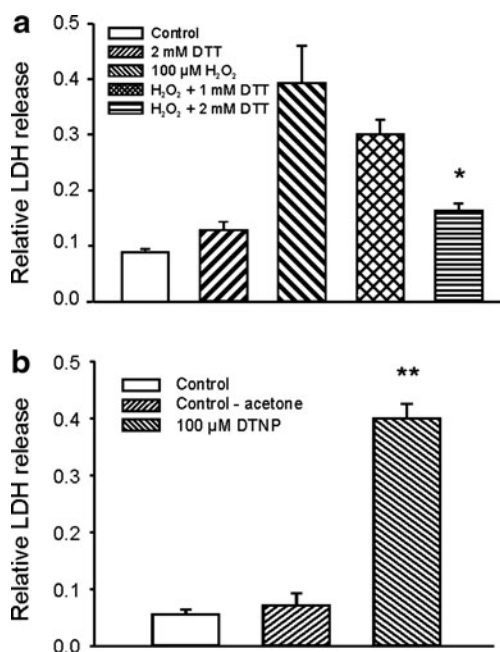 a
0.5
0.4
0.3
0.2
0.1
0.0
Relative LDH release
Control
2 mM DTT
100 µM H₂O₂
H₂O₂ + 1 mM DTT
H₂O₂ + 2 mM DTT
*
b
0.5
0.4
0.3
0.2
0.1
0.0
Relative LDH release
Control
Control - acetone
100 µM DTNP
**